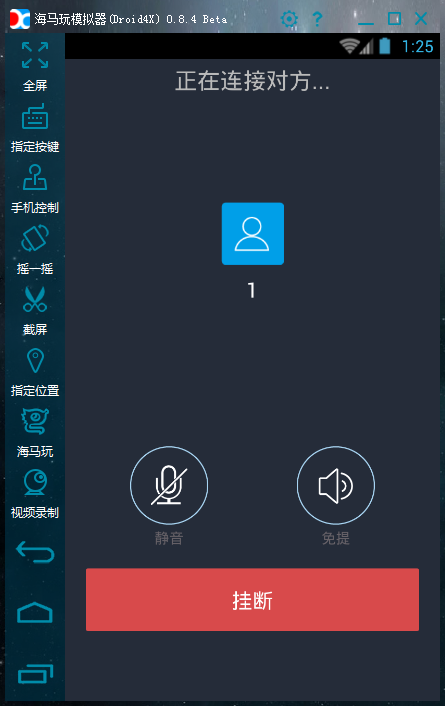 海马玩模拟器(Droid4X) 0.8.4 Beta
?
1:25
全屏
指定按键
手机控制
摇一摇
截屏
指定位置
海马玩
视频录制
正在连接对方...
1
静音
免提
挂断